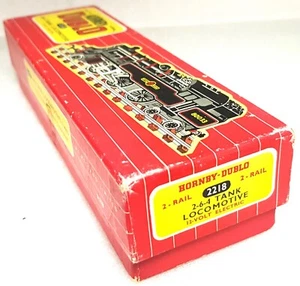 HORNBY-DUBLO
2-RAIL 2218 2-RAIL
2-6-4 TANK
LOCOMOTIVE
12-VOLT ELECTRIC